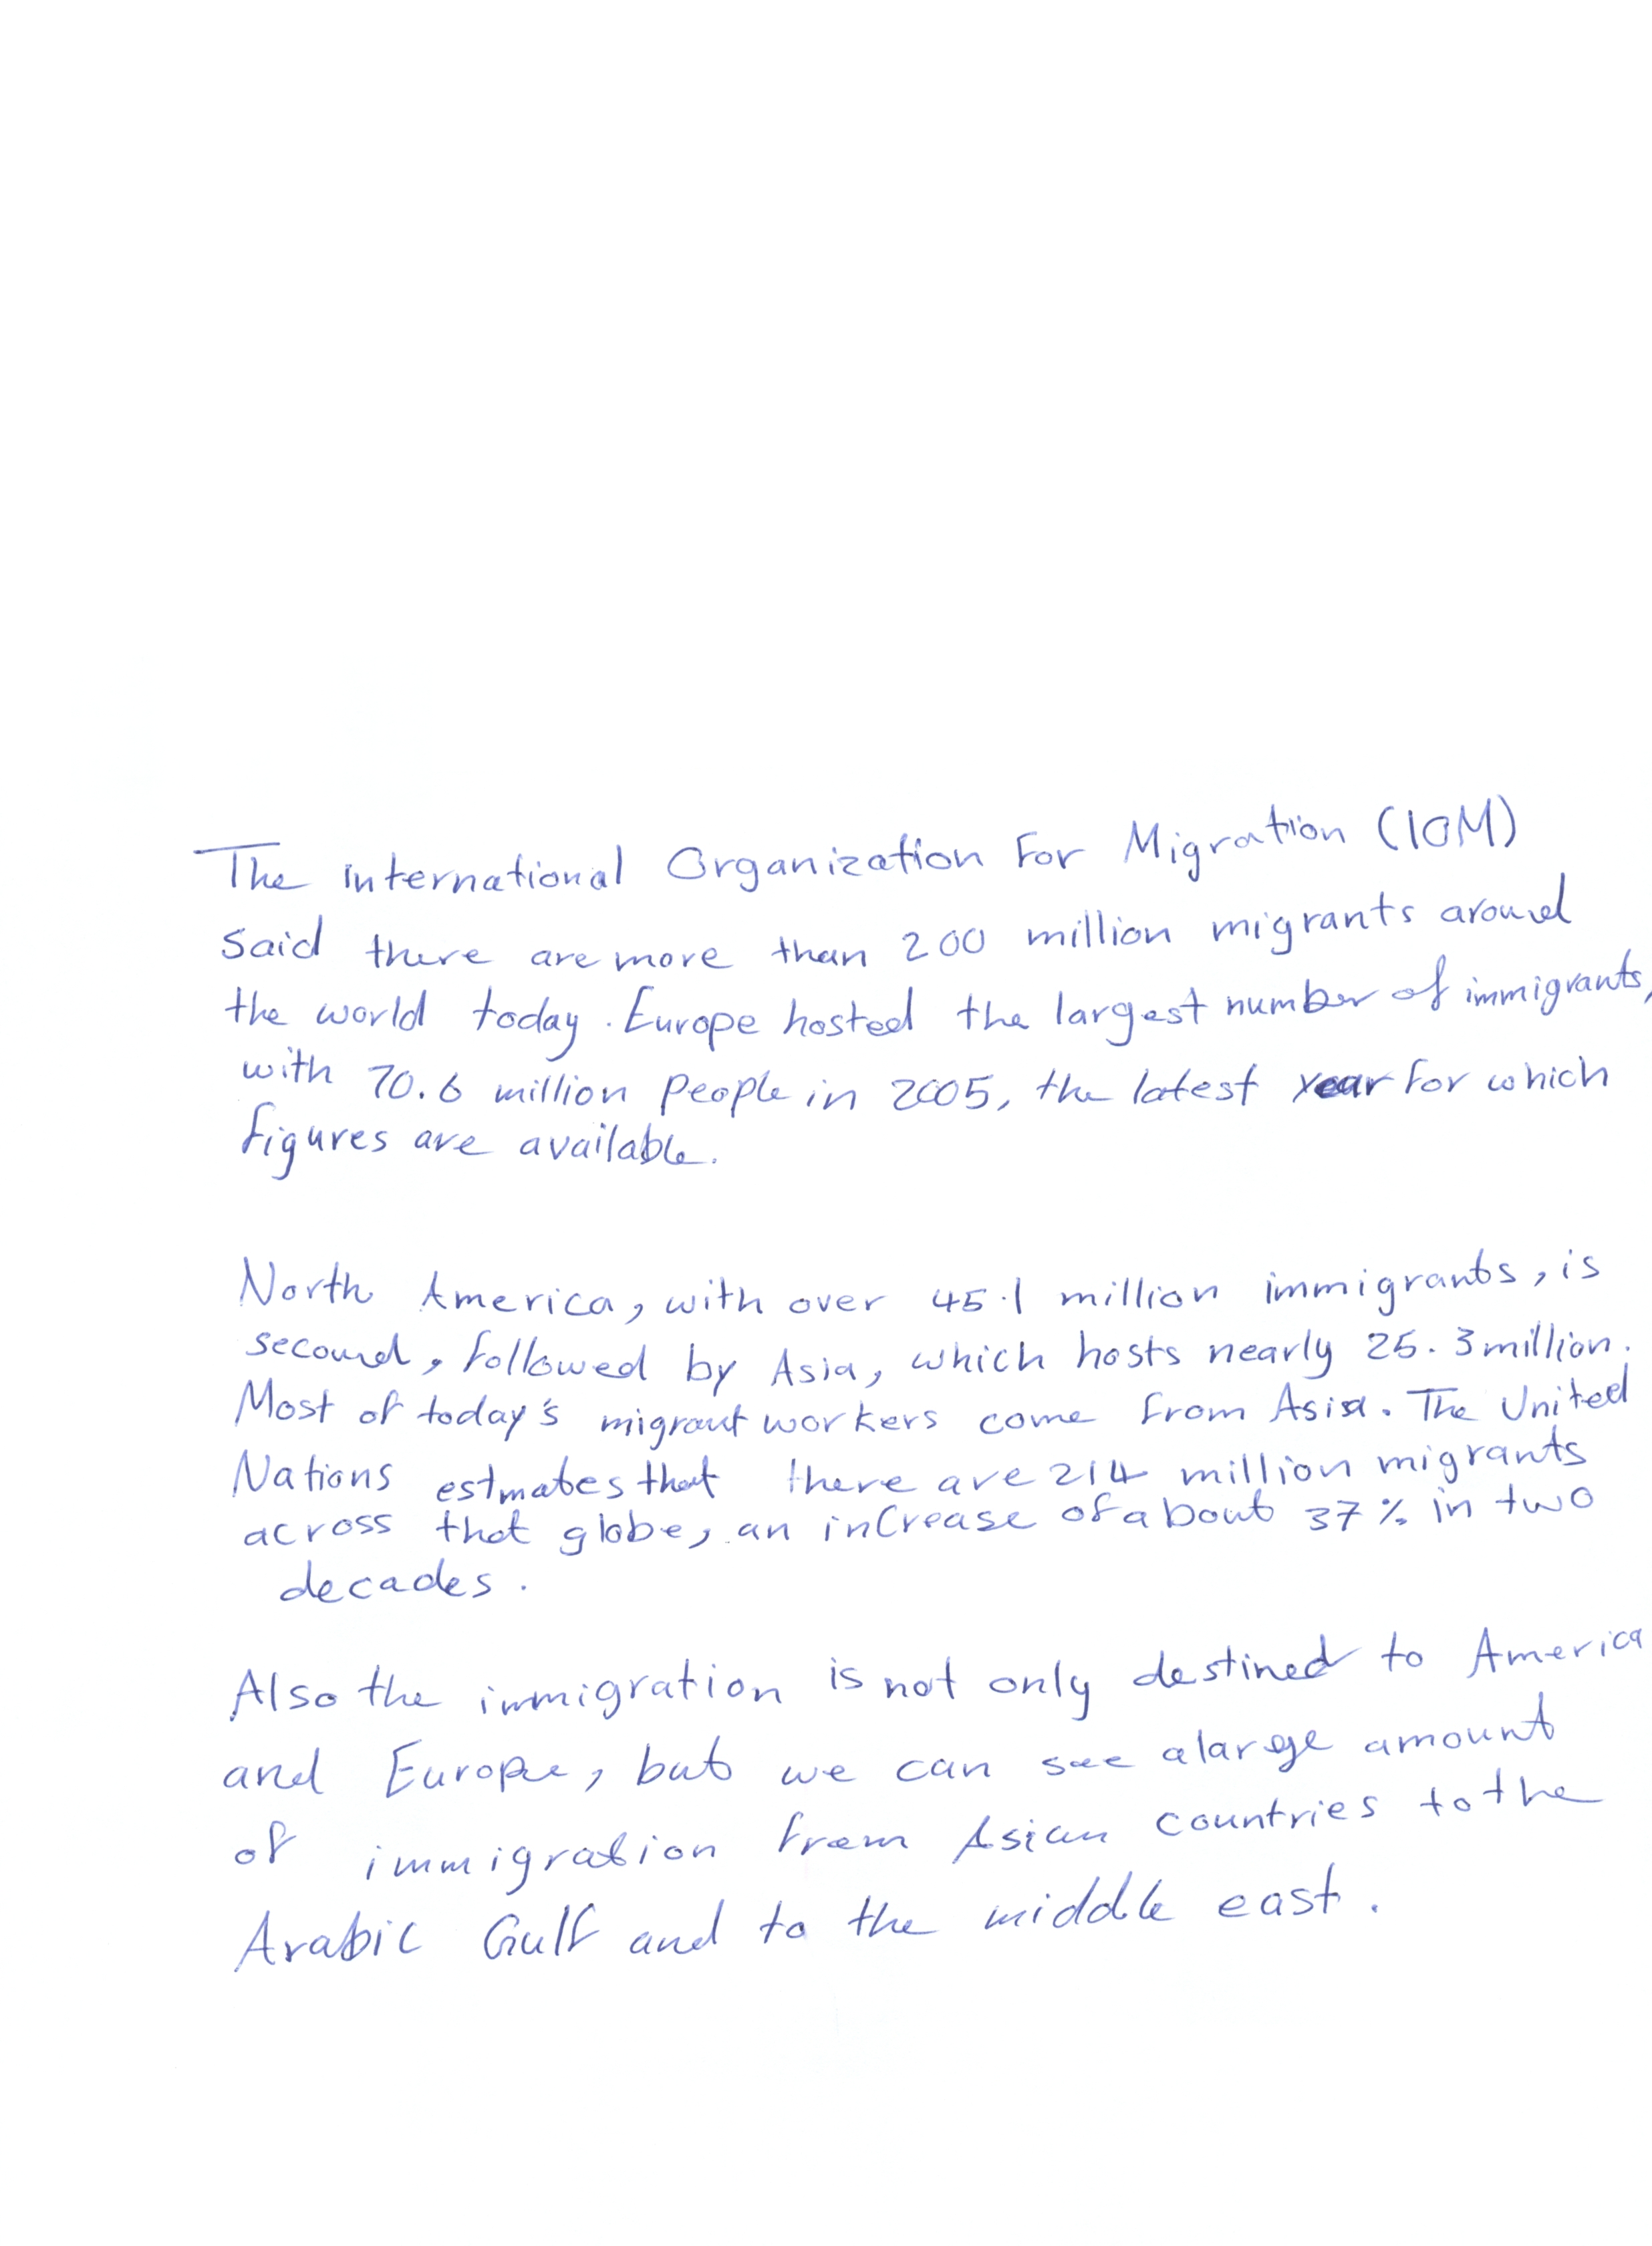 The international Organization For Migration (IOM)
said there are more than 200 million migrants around
the world today. Europe hosted the largest number of immigrants,
with 70.6 million people in 2005, the latest year for which
figures are available.
North America, with over 45.1 million immigrants, is
second, followed by Asia, which hosts nearly 25.3 million.
Most of today's migrant workers come from Asia. The United
Nations estmates that there are 214 million migrants
across that globe, an increase of about 37% in two
decades.
Also the immigration is not only destined to America
and Europe, but we can see a large amount
of immigration from Asian countries to the
Arabic Gulf and to the middle east.